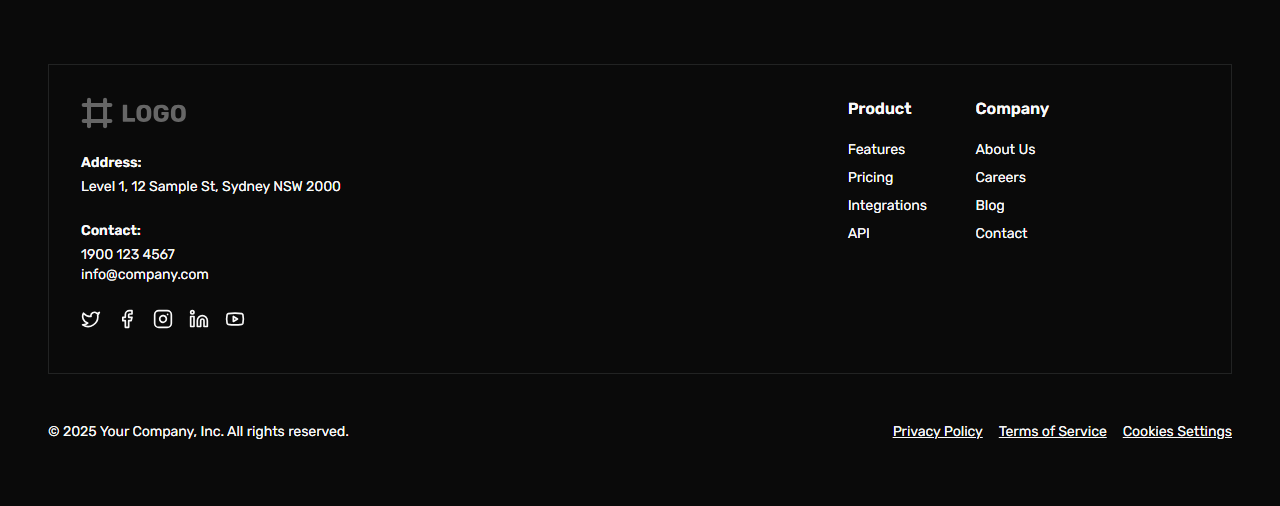 LOGO
Address:
Level 1, 12 Sample St, Sydney NSW 2000
Contact:
1900 123 4567
info@company.com
Product
Features
Pricing
Integrations
API
Company
About Us
Careers
Blog
Contact
© 2025 Your Company, Inc. All rights reserved.
Privacy Policy
Terms of Service
Cookies Settings